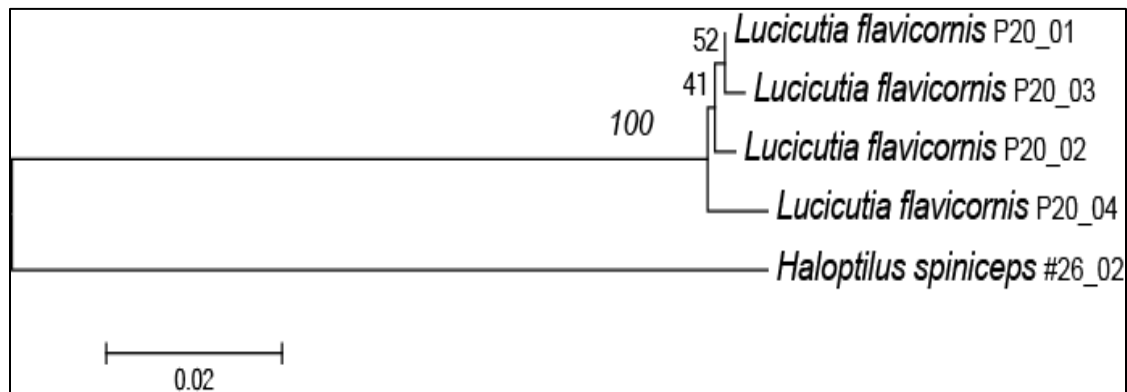 52 Lucicutia flavicornis P20_01
41 Lucicutia flavicornis P20_03
100
Lucicutia flavicornis P20_02
Lucicutia flavicornis P20_04
Haloptilus spiniceps #26_02
0.02